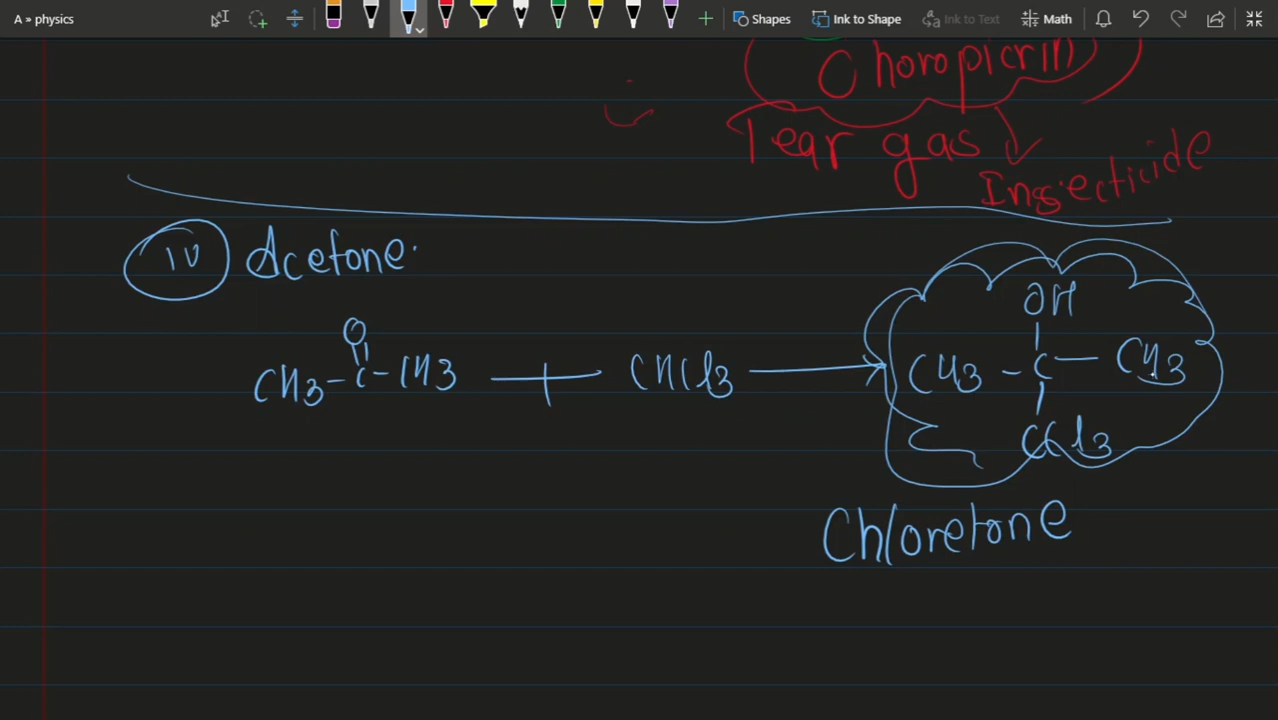 A » physics
Shapes
Ink to Shape
Ink to Text
Math
Choropicrin
Tear gas
Insecticide
IV Acetone.
O
CH3 - C - CH3 + CHCl3 → CH3 - C - CH3
OH
CCl3
Chloretone